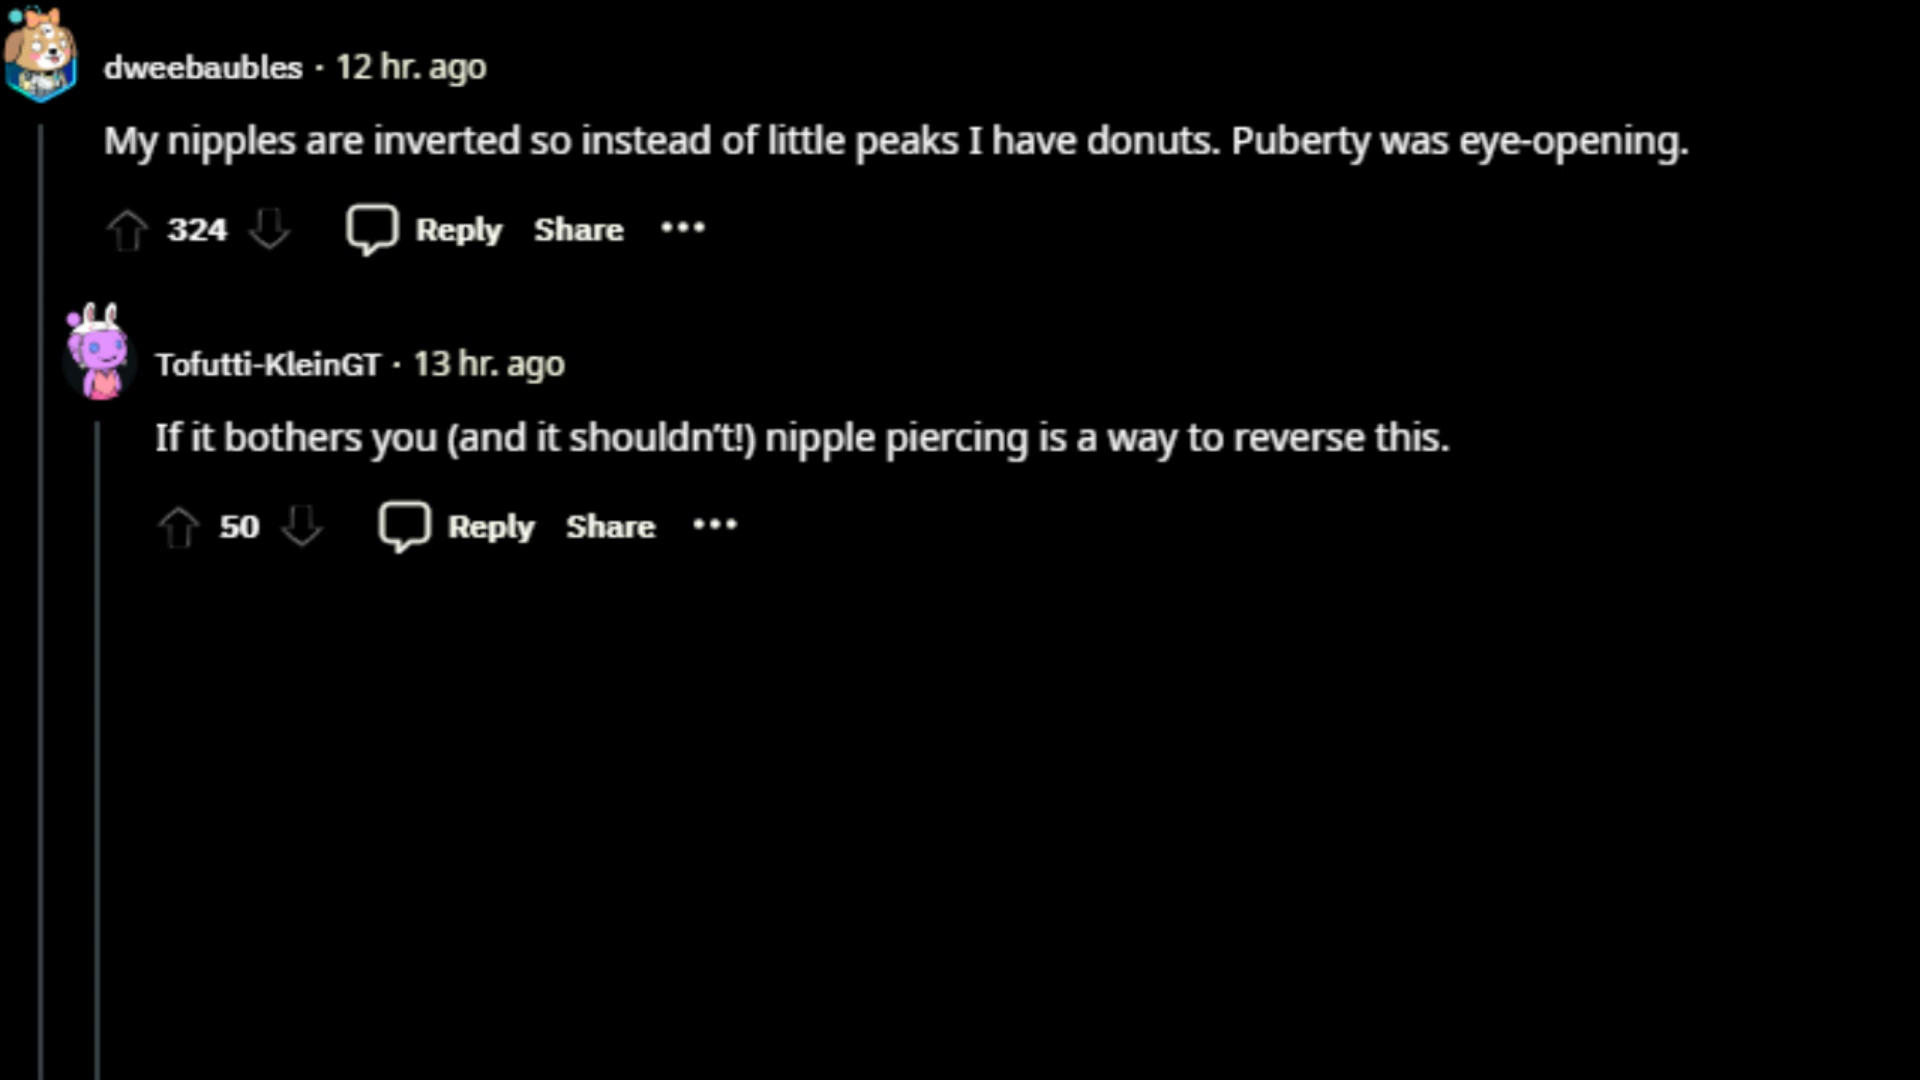 dweebaubles · 12 hr. ago
My nipples are inverted so instead of little peaks I have donuts. Puberty was eye-opening.
324 Reply Share •••
Tofutti-KleinGT · 13 hr. ago
If it bothers you (and it shouldn't!) nipple piercing is a way to reverse this.
50 Reply Share •••